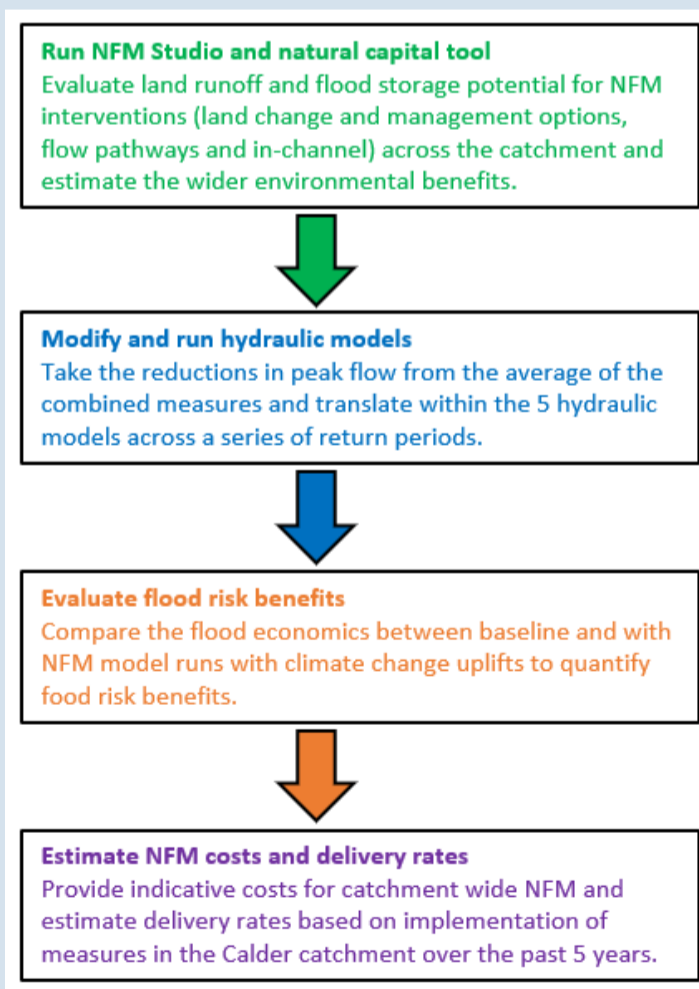 Run NFM Studio and natural capital tool
Evaluate land runoff and flood storage potential for NFM
interventions (land change and management options,
flow pathways and in-channel) across the catchment and
estimate the wider environmental benefits.
Modify and run hydraulic models
Take the reductions in peak flow from the average of the
combined measures and translate within the 5 hydraulic
models across a series of return periods.
Evaluate flood risk benefits
Compare the flood economics between baseline and with
NFM model runs with climate change uplifts to quantify
food risk benefits.
Estimate NFM costs and delivery rates
Provide indicative costs for catchment wide NFM and
estimate delivery rates based on implementation of
measures in the Calder catchment over the past 5 years.